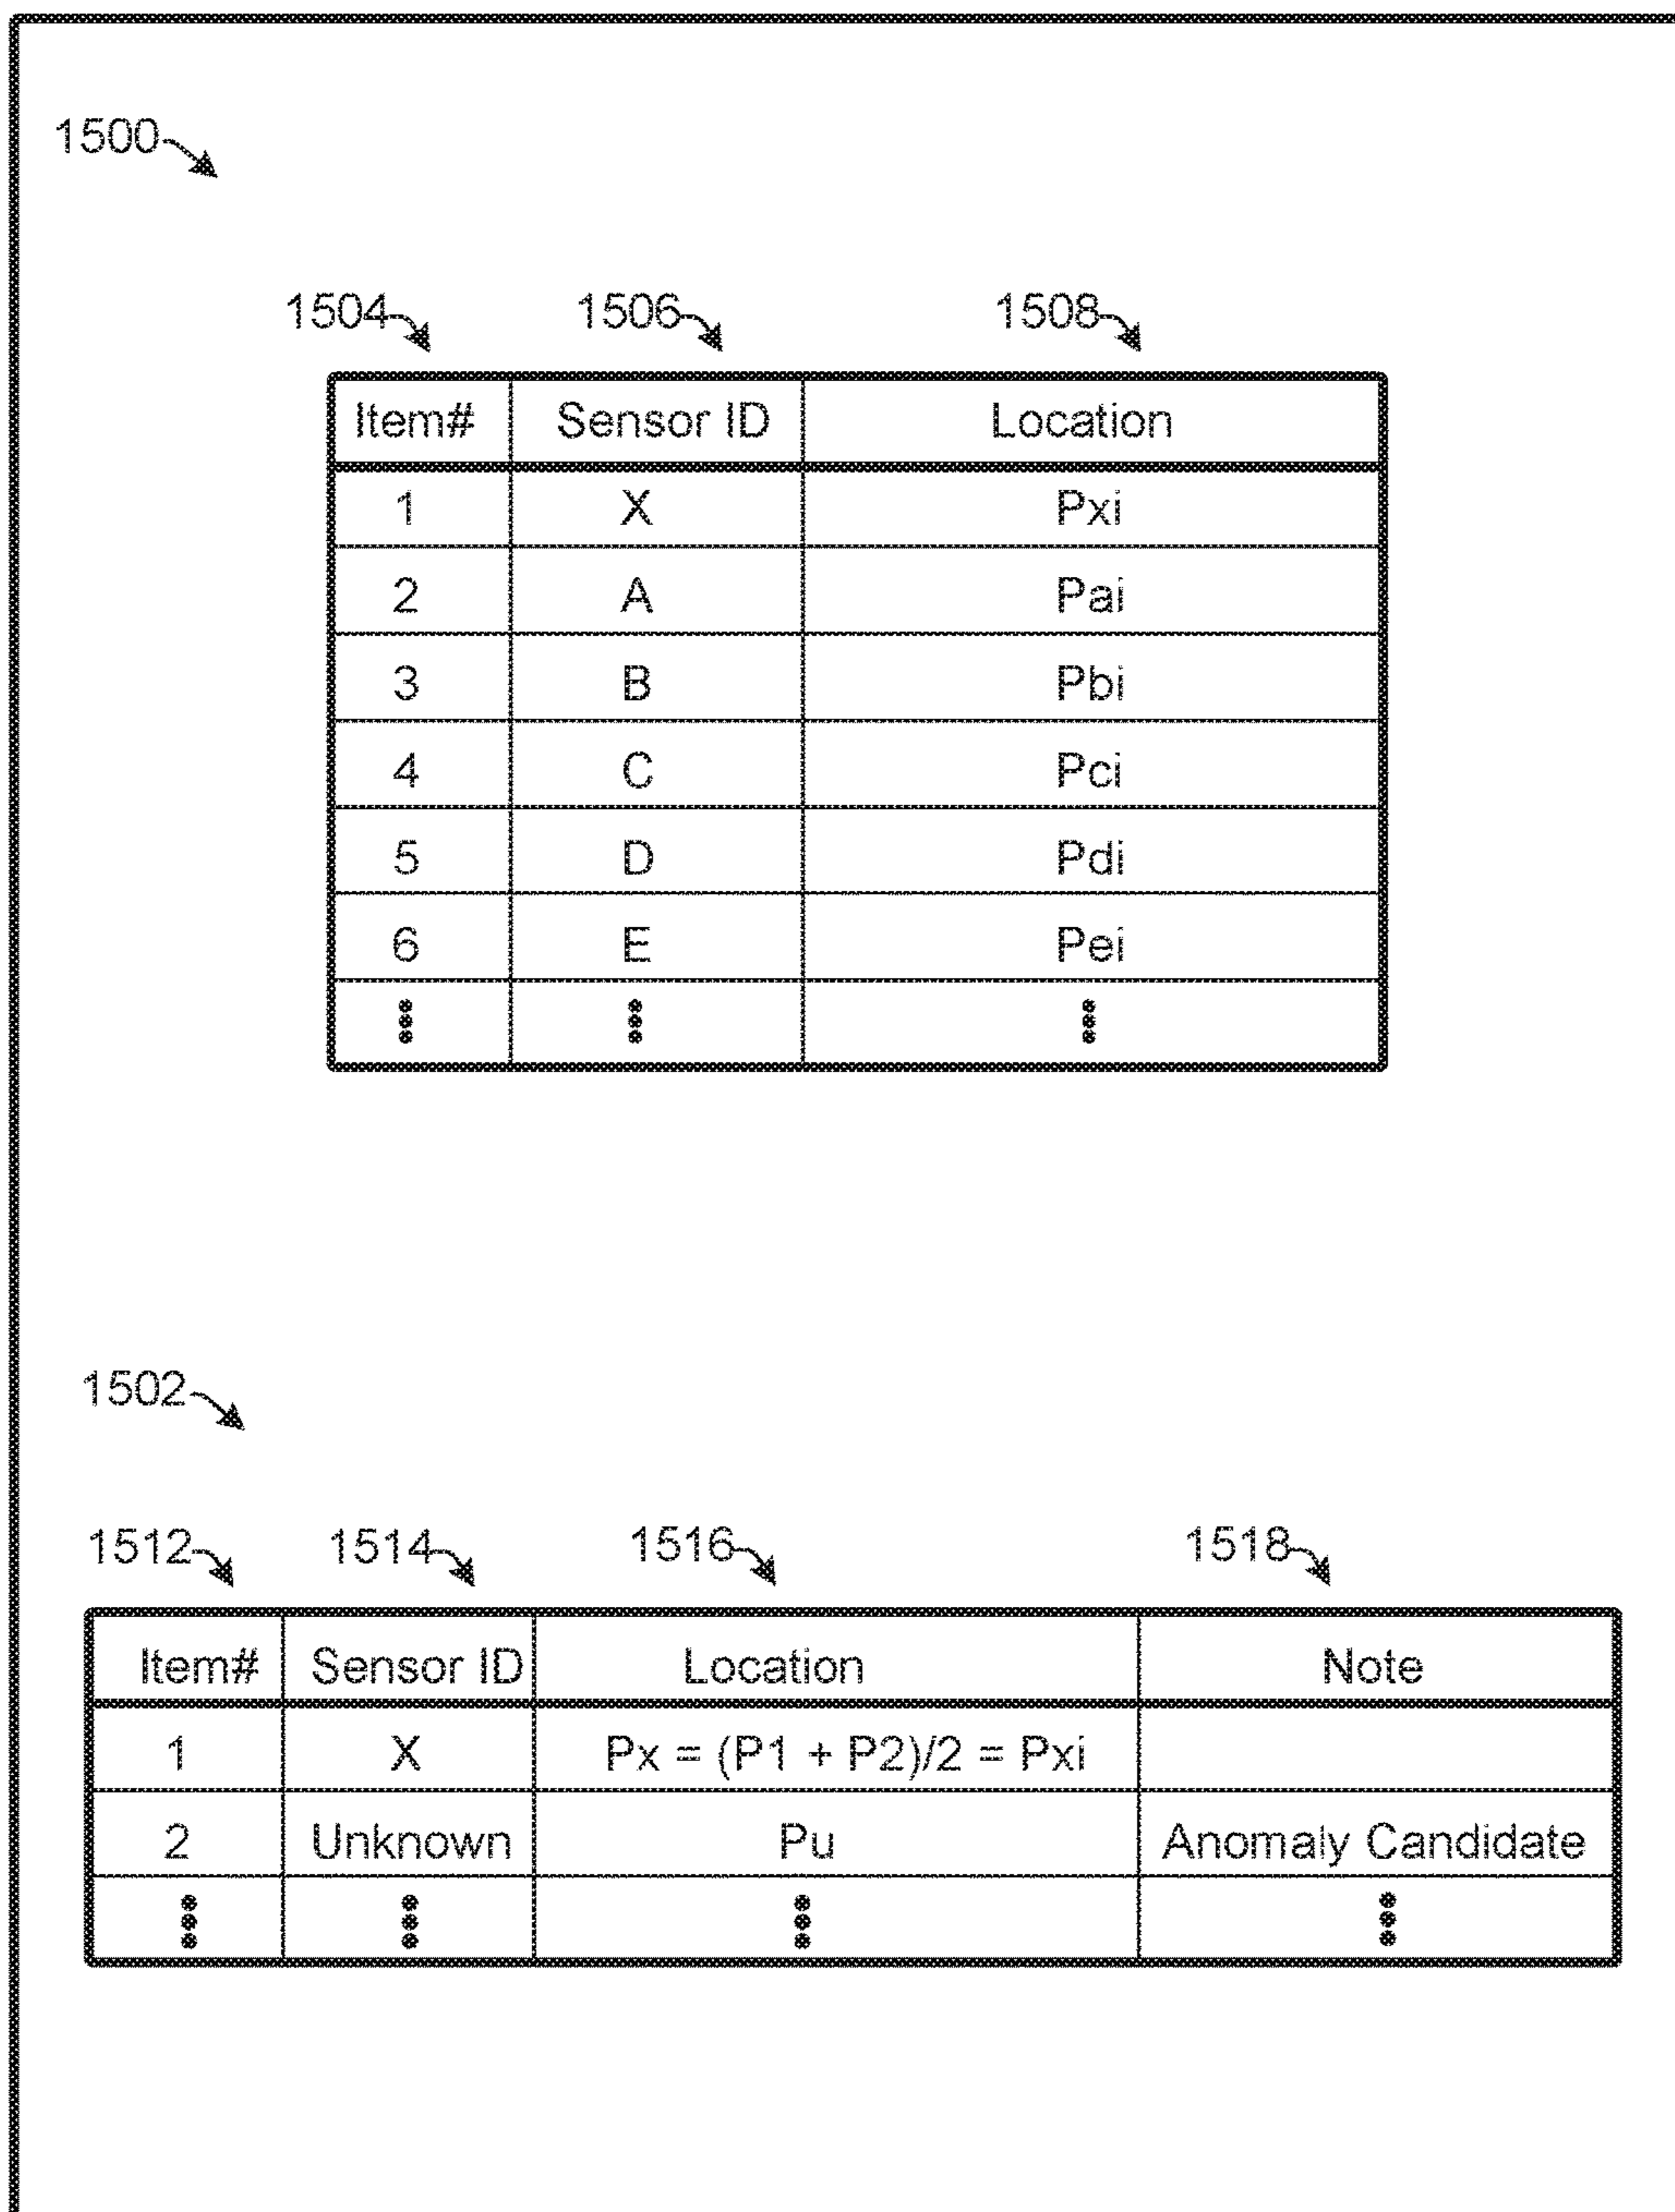 1500
1504 1506 1508
Item# Sensor ID Location
1 X Pxi
2 A Pai
3 B Pbi
4 C Pci
5 D Pdi
6 E Pei
1502
1512 1514 1516 1518
Item# Sensor ID Location Note
1 X Px = (P1 + P2)/2 = Pxi
2 Unknown Pu Anomaly Candidate